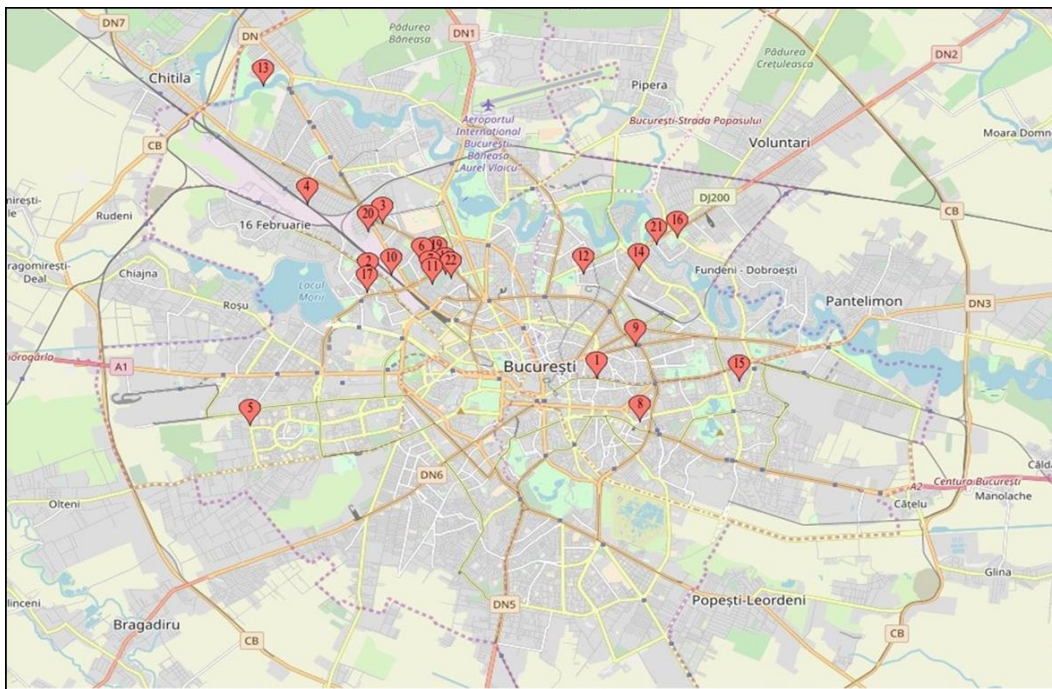 DN7
DN
DN1
Pădurea
Băneasa
DN2
13
Chitila
Pădurea
Crețuleasca
Pipera
Aeroportul
Internațional
București-
Băneasa
Aurel Vlaicu
București-Strada Popasului
Moara Domn
CB
Voluntari
4
DJ200
Rudeni
16 Februarie
20
3
21
16
CB
6
19
2
10
22
11
12
14
17
Chiajna
Fundeni - Dobroești
Deal
Lacul
Morii
Roșu
Pantelimon
DN3
9
A1
București
1
15
5
8
DN6
A2
Centura București
Olteni
Cățelu
Manolache
Glina
DN5
Popești-Leordeni
Bragadiru
CB
CB